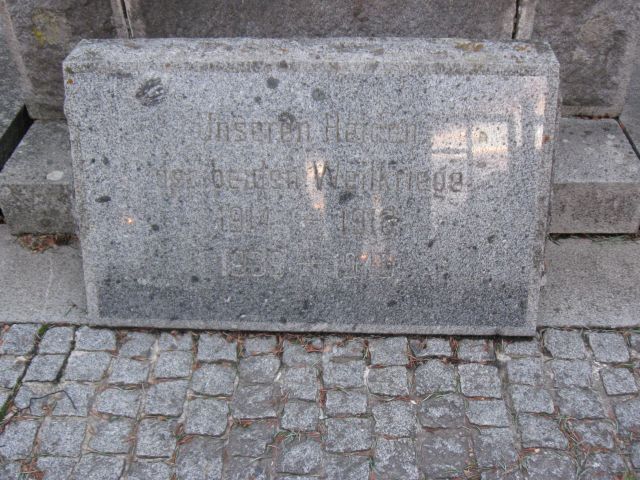 Unseren Helden
der beiden Weltkriege
1914 - 1918
1939 - 1945